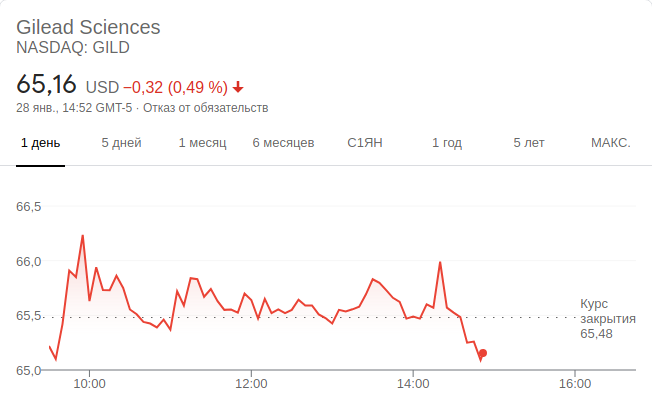 Gilead Sciences
NASDAQ: GILD
65,16 USD −0,32 (0,49 %)
28 янв., 14:52 GMT-5 · Отказ от обязательств
1 день 5 дней 1 месяц 6 месяцев С1ЯН 1 год 5 лет МАКС.
66,5
66,0
65,5
65,0
Курс
закрытия
65,48
10:00 12:00 14:00 16:00